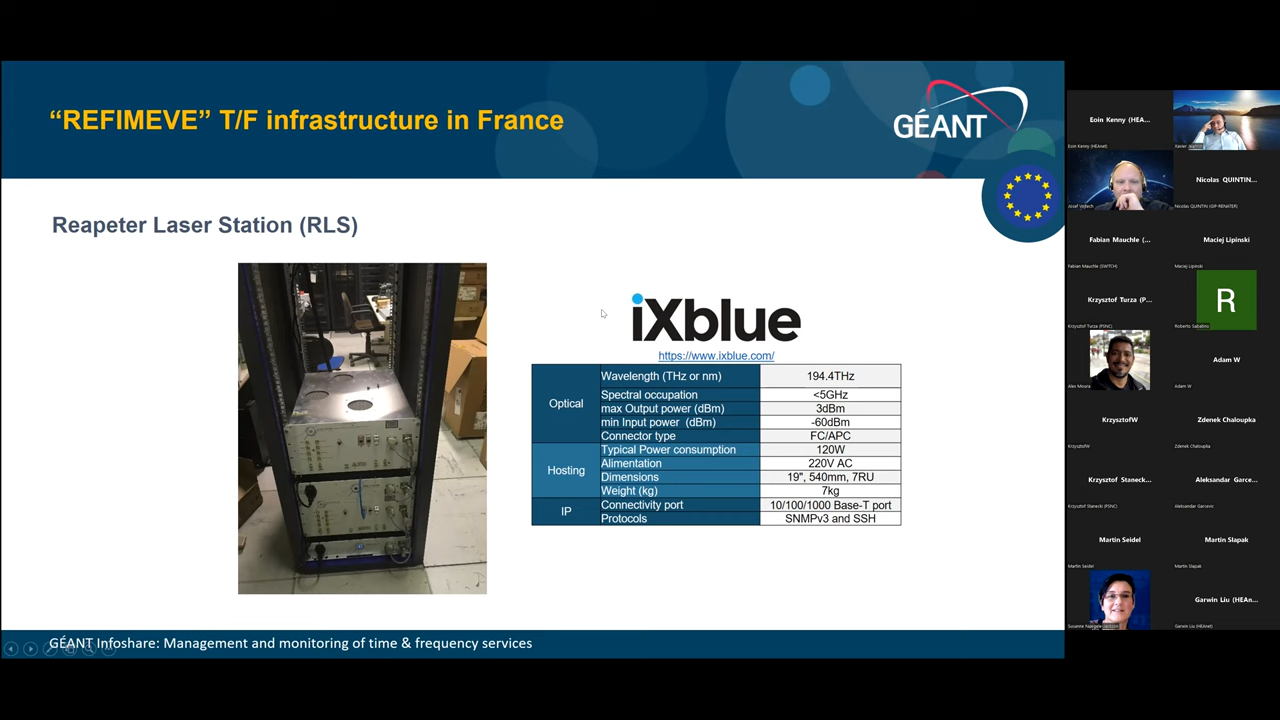 “REFIMEVE” T/F infrastructure in France
GÉANT
Reapeter Laser Station (RLS)
iXblue
https://www.ixblue.com/
Optical
Wavelength (THz or nm) 194.4THz
Spectral occupation <5GHz
max Output power (dBm) 3dBm
min Input power (dBm) -60dBm
Connector type FC/APC
Hosting
Typical Power consumption 120W
Alimentation 220V AC
Dimensions 19", 540mm, 7RU
Weight (kg) 7kg
IP
Connectivity port 10/100/1000 Base-T port
Protocols SNMPv3 and SSH
GÉANT Infoshare: Management and monitoring of time & frequency services
Eoin Kenny (HEA...
Eoin Kenny (HEAnet)
Josef Vojtech
Nicolas QUINTIN...
Nicolas QUINTIN (GIP-RENATER)
Fabian Mauchle (...
Fabian Mauchle (SWITCH)
Maciej Lipinski
Maciej Lipinski
Krzysztof Turza (P...
Krzysztof Turza (PSNC)
R
Roberto Sabatino
Alex Moura
Adam W
Adam W
KrzysztofW
KrzysztofW
Zdenek Chaloupka
Zdenek Chaloupka
Krzysztof Staneck...
Krzysztof Stanecki (PSNC)
Aleksandar Garce...
Aleksandar Garcevic
Martin Seidel
Martin Seidel
Martin Slapak
Martin Slapak
Susanne Naegele-Jackson
Garwin Liu (HEAn...
Garwin Liu (HEAnet)